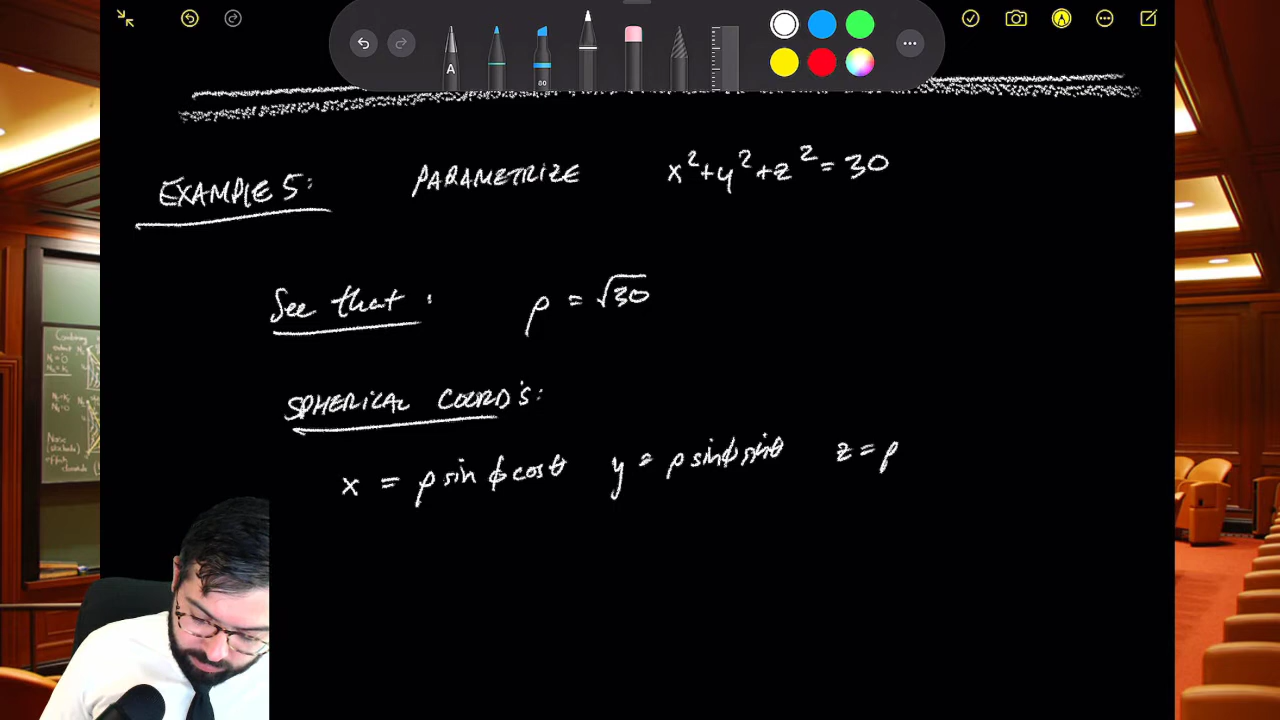 EXAMPLE 5: PARAMETRIZE x²+y²+z²=30
See that: ρ = √30
SPHERICAL COORD'S:
x = ρ sin φ cos θ y = ρ sin φ sin θ z = ρ